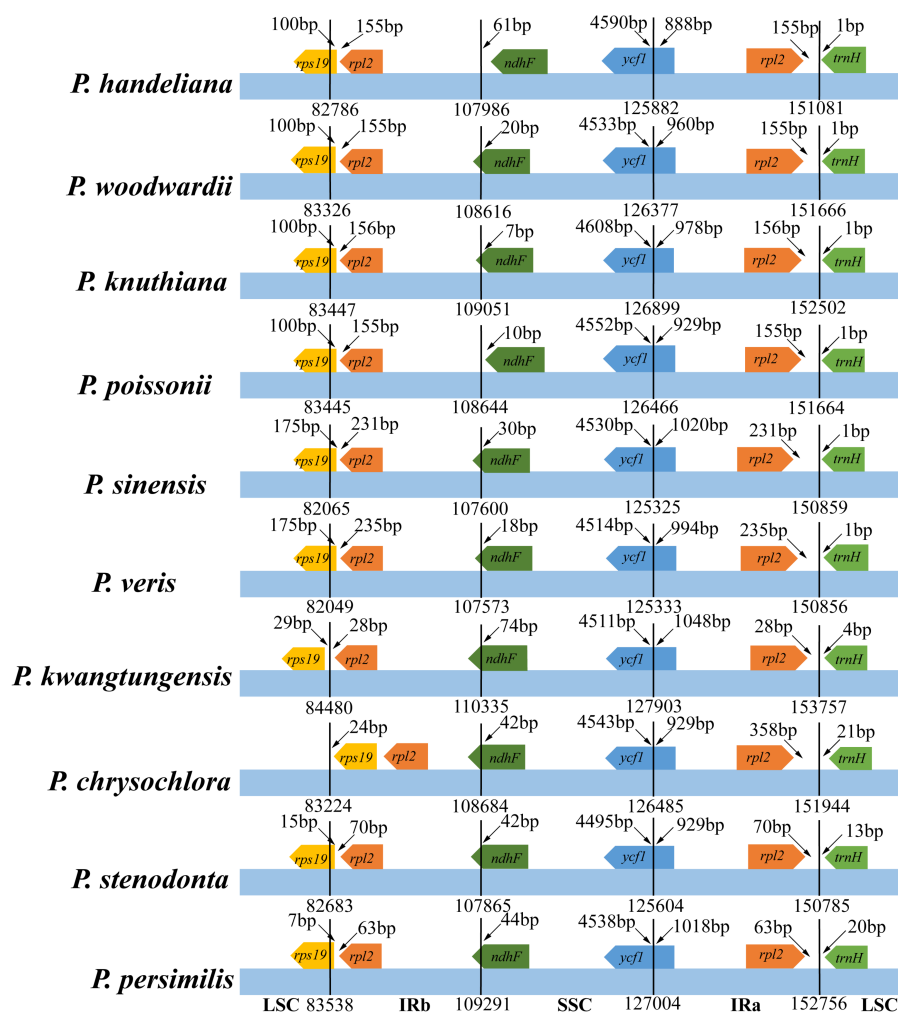 100bp 155bp 61bp 4590bp 888bp 155bp 1bp
rps19 rpl2 ndhF ycf1 rpl2 trnH
P. handeliana
82786 107986 125882 151081
100bp 155bp 20bp 4533bp 960bp 155bp 1bp
rps19 rpl2 ndhF ycf1 rpl2 trnH
P. woodwardii
83326 108616 126377 151666
100bp 156bp 7bp 4608bp 978bp 156bp 1bp
rps19 rpl2 ndhF ycf1 rpl2 trnH
P. knuthiana
83447 109051 126899 152502
100bp 155bp 10bp 4552bp 929bp 155bp 1bp
rps19 rpl2 ndhF ycf1 rpl2 trnH
P. poissonii
83445 108644 126466 151664
175bp 231bp 30bp 4530bp 1020bp 231bp 1bp
rps19 rpl2 ndhF ycf1 rpl2 trnH
P. sinensis
82065 107600 125325 150859
175bp 235bp 18bp 4514bp 994bp 235bp 1bp
rps19 rpl2 ndhF ycf1 rpl2 trnH
P. veris
82049 107573 125333 150856
29bp 28bp 74bp 4511bp 1048bp 28bp 4bp
rps19 rpl2 ndhF ycf1 rpl2 trnH
P. kwangtungensis
84480 110335 127903 153757
24bp 42bp 4543bp 929bp 358bp 21bp
rps19 rpl2 ndhF ycf1 rpl2 trnH
P. chrysochlora
83224 108684 126485 151944
15bp 70bp 42bp 4495bp 929bp 70bp 13bp
rps19 rpl2 ndhF ycf1 rpl2 trnH
P. stenodonta
82683 107865 125604 150785
7bp 63bp 44bp 4538bp 1018bp 63bp 20bp
rps19 rpl2 ndhF ycf1 rpl2 trnH
P. persimilis
LSC 83538 IRb 109291 SSC 127004 IRa 152756 LSC